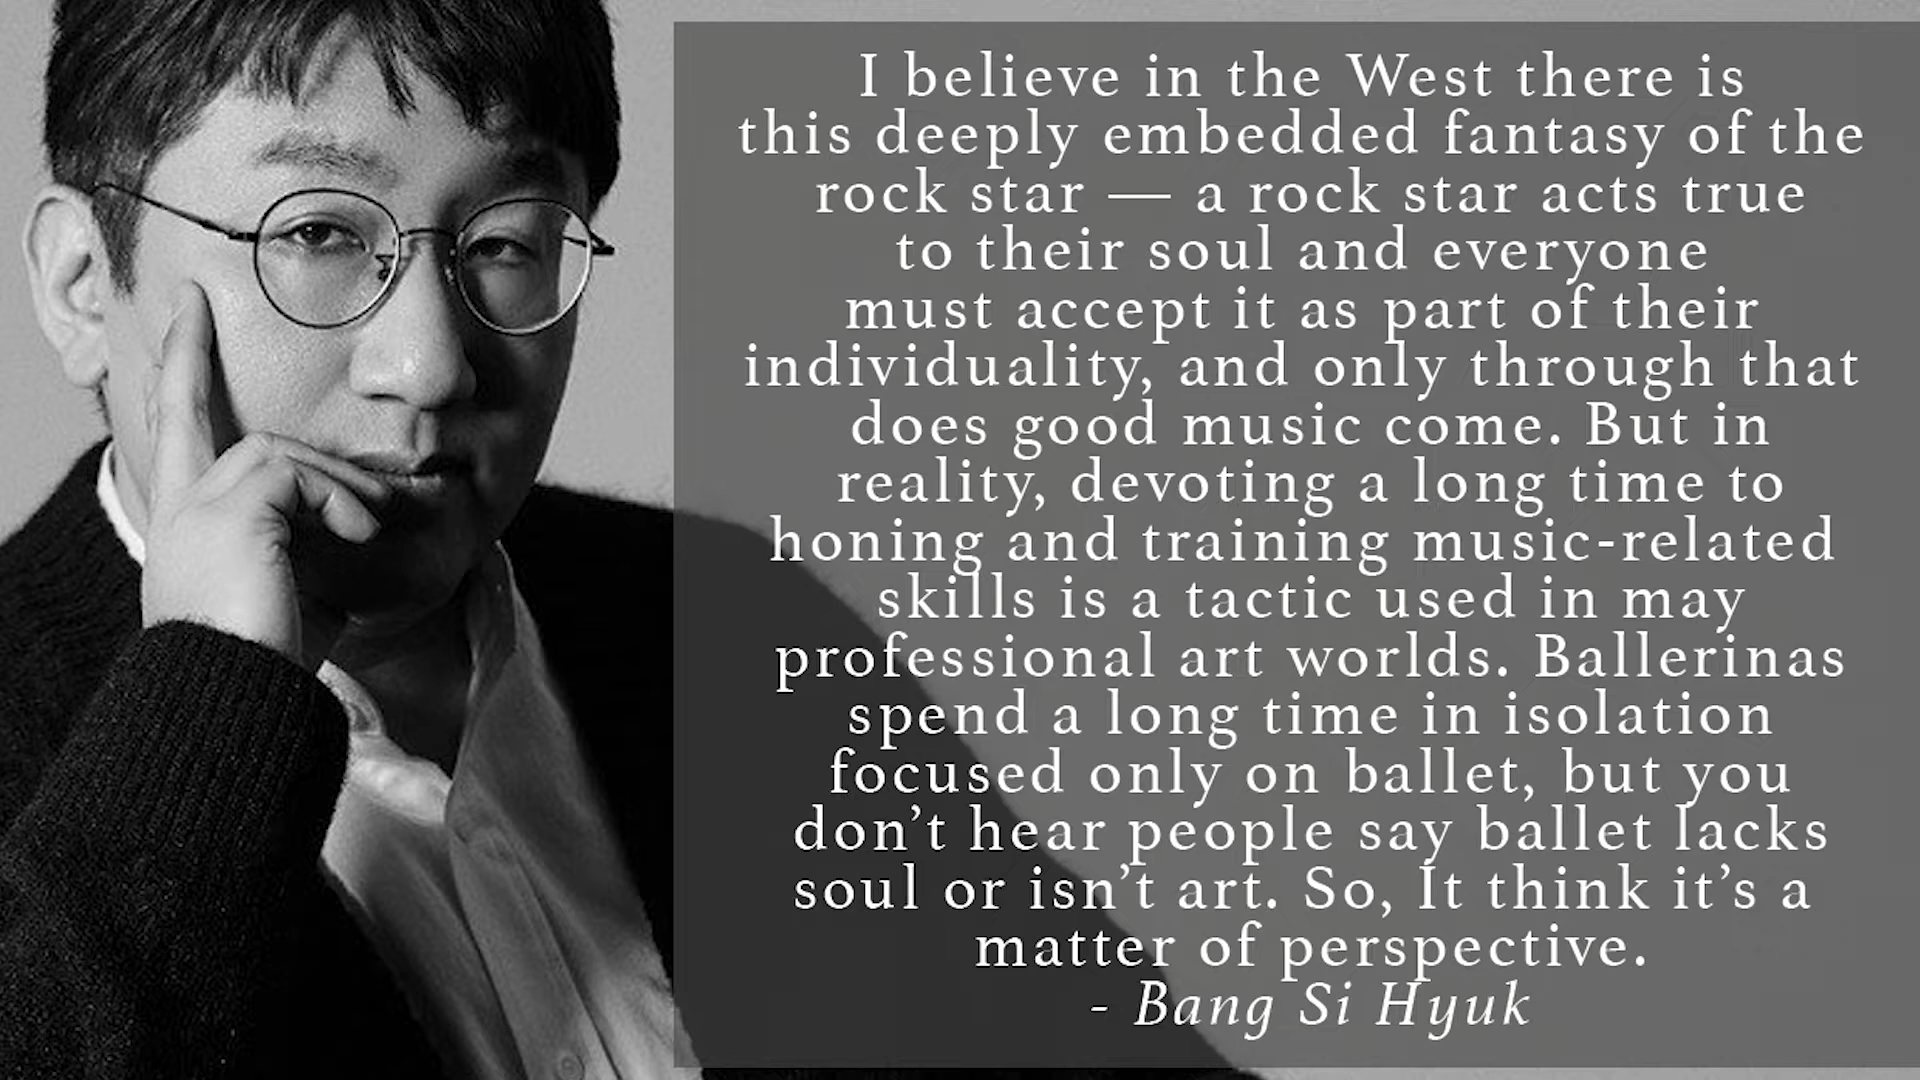 I believe in the West there is
this deeply embedded fantasy of the
rock star — a rock star acts true
to their soul and everyone
must accept it as part of their
individuality, and only through that
does good music come. But in
reality, devoting a long time to
honing and training music-related
skills is a tactic used in may
professional art worlds. Ballerinas
spend a long time in isolation
focused only on ballet, but you
don’t hear people say ballet lacks
soul or isn’t art. So, It think it’s a
matter of perspective.
- Bang Si Hyuk